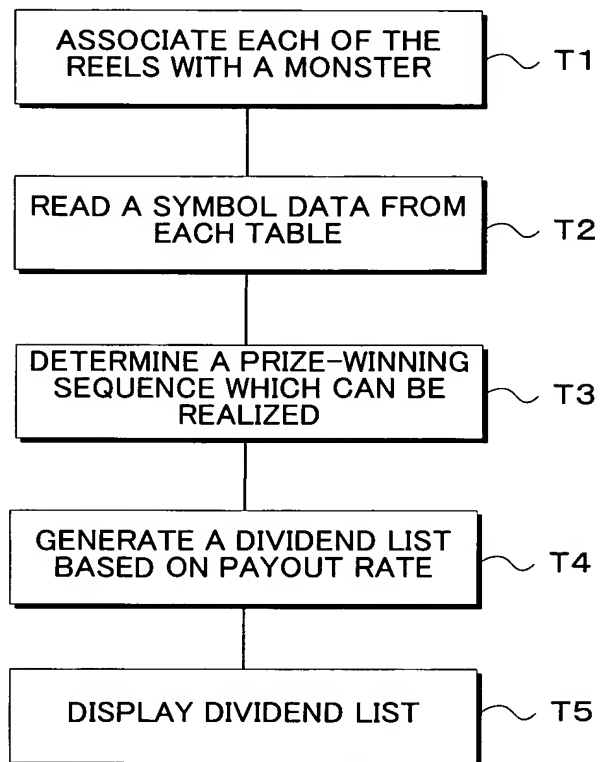 ASSOCIATE EACH OF THE
REELS WITH A MONSTER
T1
READ A SYMBOL DATA FROM
EACH TABLE
T2
DETERMINE A PRIZE-WINNING
SEQUENCE WHICH CAN BE
REALIZED
T3
GENERATE A DIVIDEND LIST
BASED ON PAYOUT RATE
T4
DISPLAY DIVIDEND LIST
T5